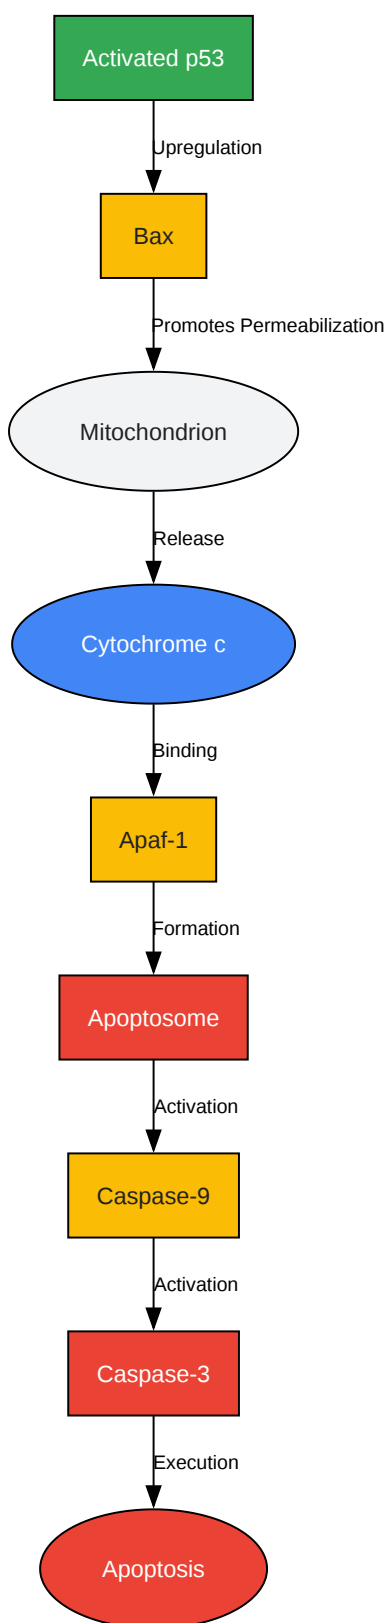 Activated p53
Upregulation
Bax
Promotes Permeabilization
Mitochondrion
Release
Cytochrome c
Binding
Apaf-1
Formation
Apoptosome
Activation
Caspase-9
Activation
Caspase-3
Execution
Apoptosis